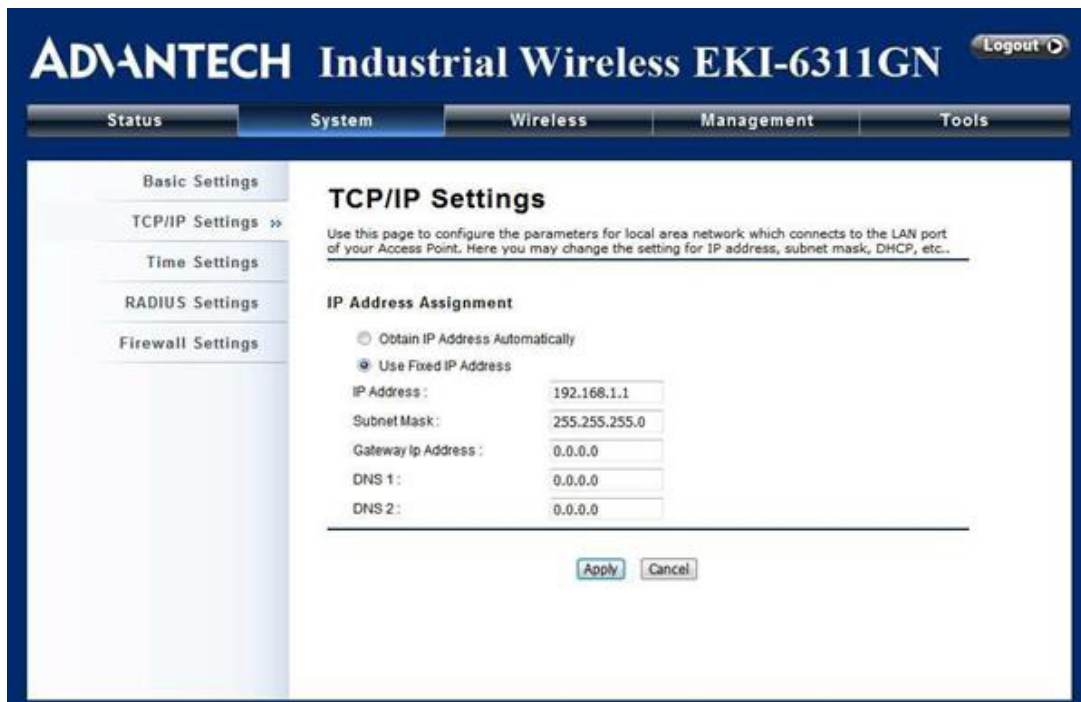 ADVANTECH Industrial Wireless EKI-6311GN
Logout
Status System Wireless Management Tools
Basic Settings
TCP/IP Settings »
Time Settings
RADIUS Settings
Firewall Settings
TCP/IP Settings
Use this page to configure the parameters for local area network which connects to the LAN port
of your Access Point. Here you may change the setting for IP address, subnet mask, DHCP, etc..
IP Address Assignment
Obtain IP Address Automatically
Use Fixed IP Address
IP Address : 192.168.1.1
Subnet Mask : 255.255.255.0
Gateway Ip Address : 0.0.0.0
DNS 1 : 0.0.0.0
DNS 2 : 0.0.0.0
Apply Cancel